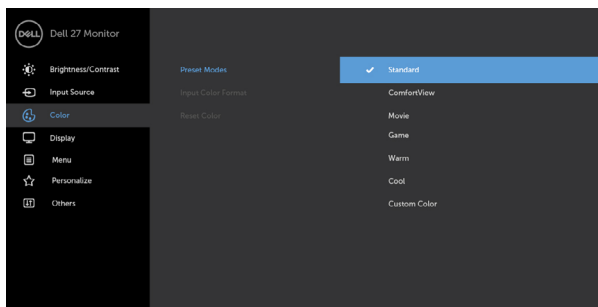 DELL Dell 27 Monitor
Brightness/Contrast
Input Source
Color
Display
Menu
Personalize
Others
Preset Modes
Input Color Format
Reset Color
Standard
ComfortView
Movie
Game
Warm
Cool
Custom Color